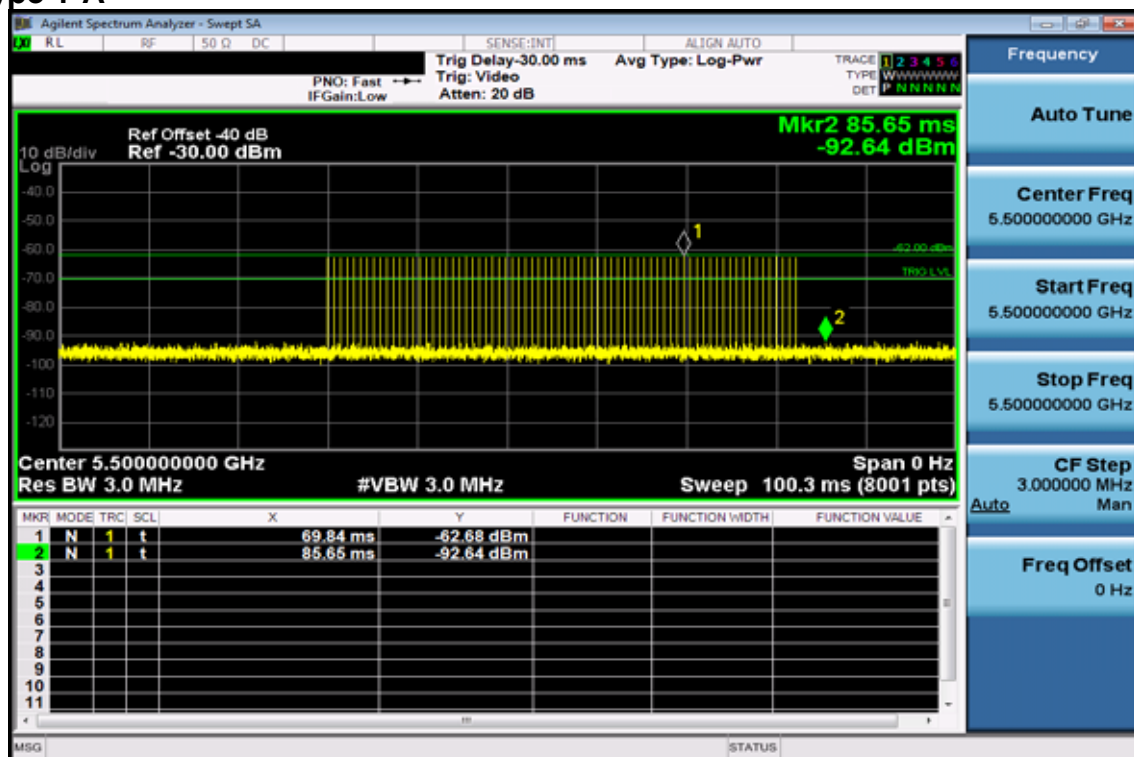 Agilent Spectrum Analyzer - Swept SA
RL RF 50 Ω DC SENSE:INT ALIGN AUTO
Trig Delay-30.00 ms Avg Type: Log-Pwr TRACE 1 2 3 4 5 6
PNO: Fast Trig: Video TYPE WWWWWW
IFGain:Low Atten: 20 dB DET P N N N N N
Mkr2 85.65 ms
-92.64 dBm
Ref Offset -40 dB
10 dB/div Ref -30.00 dBm
Log
-40.0
-50.0
1
-60.0
-62.00 dBm
-70.0
TRIG LVL
-80.0
2
-90.0
-100
-110
-120
Center 5.500000000 GHz Span 0 Hz
Res BW 3.0 MHz #VBW 3.0 MHz Sweep 100.3 ms (8001 pts)
MKR MODE TRC SCL X Y FUNCTION FUNCTION WIDTH FUNCTION VALUE
1 N 1 t 69.84 ms -62.68 dBm
2 N 1 t 85.65 ms -92.64 dBm
3
4
5
6
7
8
9
10
11
MSG STATUS
Frequency
Auto Tune
Center Freq
5.500000000 GHz
Start Freq
5.500000000 GHz
Stop Freq
5.500000000 GHz
CF Step
3.000000 MHz
Auto Man
Freq Offset
0 Hz